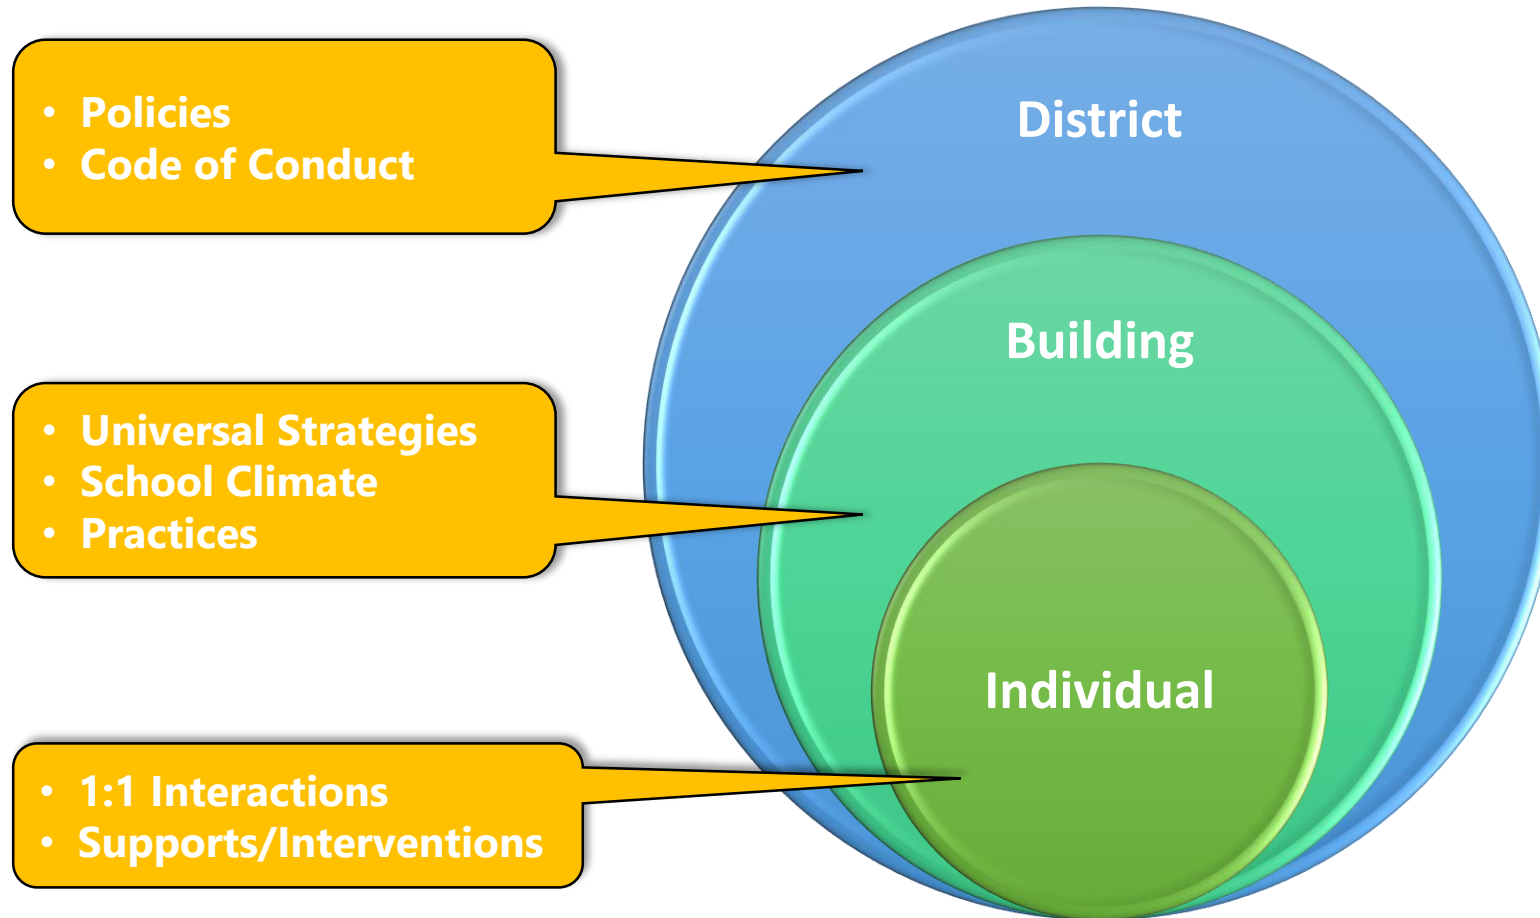 • Policies
• Code of Conduct
District
Building
• Universal Strategies
• School Climate
• Practices
Individual
• 1:1 Interactions
• Supports/Interventions